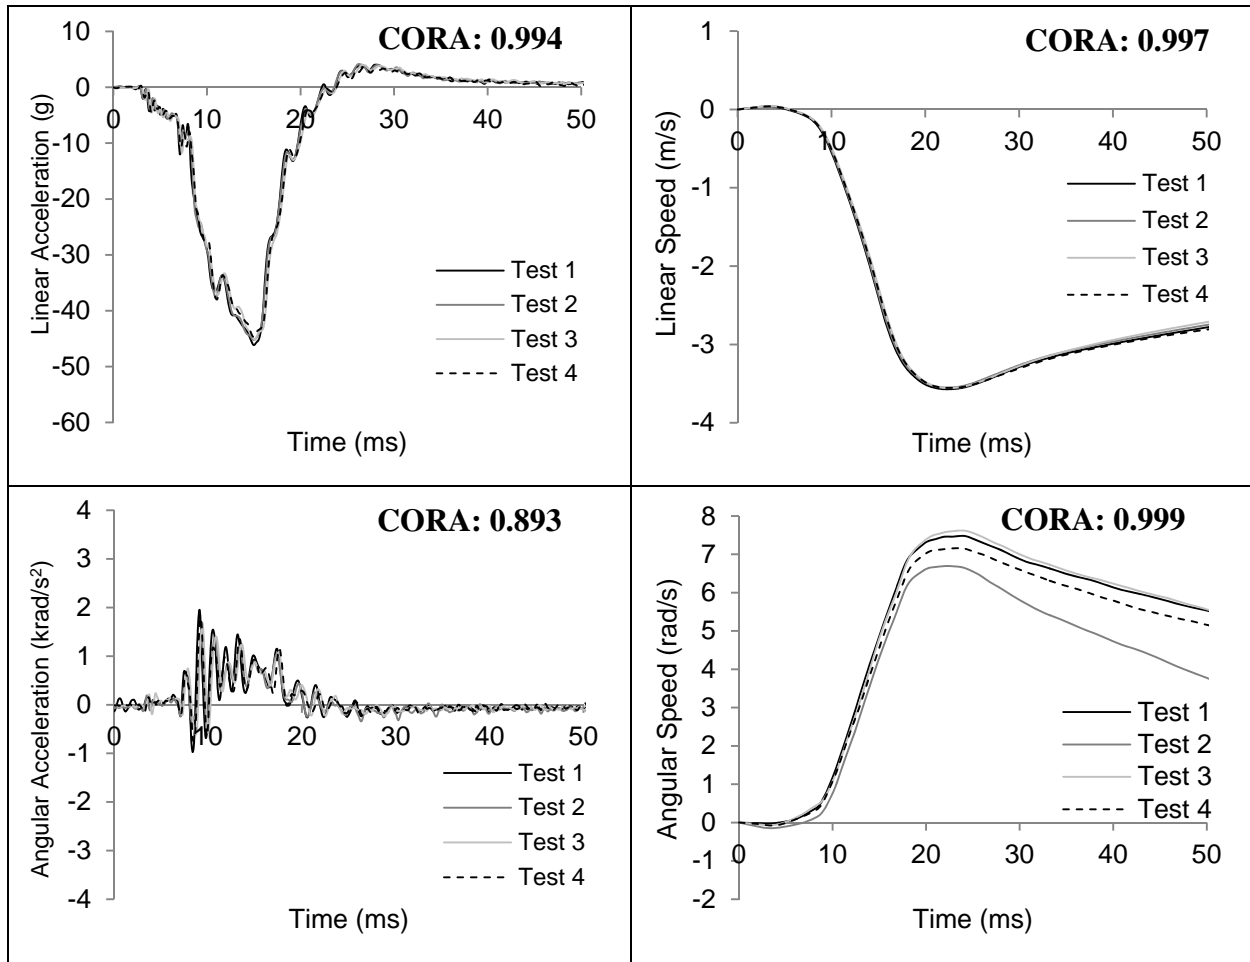 CORA: 0.994
10
0
-10
-20
-30
-40
-50
-60
0 10 20 30 40 50
Linear Acceleration (g)
Time (ms)
Test 1
Test 2
Test 3
Test 4
CORA: 0.997
1
0
-1
-2
-3
-4
0 10 20 30 40 50
Linear Speed (m/s)
Time (ms)
Test 1
Test 2
Test 3
Test 4
CORA: 0.893
4
3
2
1
0
-1
-2
-3
-4
0 10 20 30 40 50
Angular Acceleration (krad/s²)
Time (ms)
Test 1
Test 2
Test 3
Test 4
CORA: 0.999
8
7
6
5
4
3
2
1
0
-1
-2
0 10 20 30 40 50
Angular Speed (rad/s)
Time (ms)
Test 1
Test 2
Test 3
Test 4